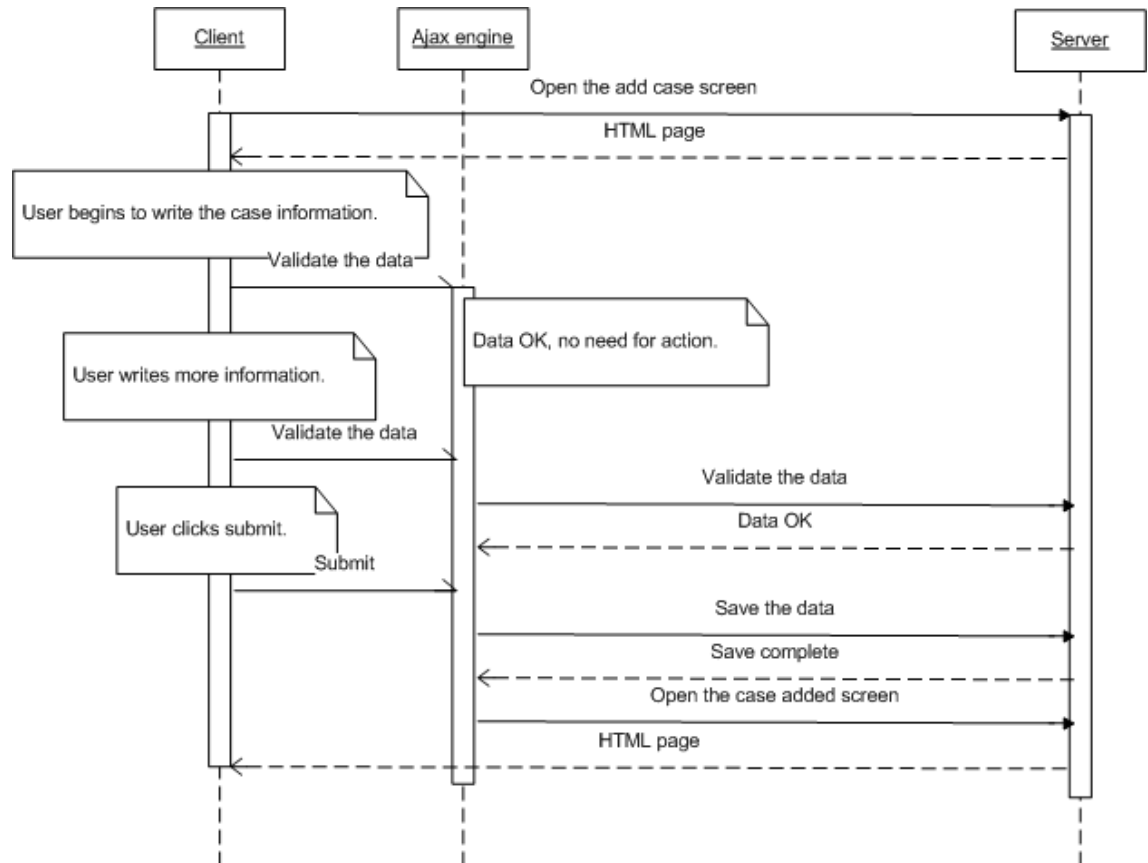 Client
Ajax engine
Server
Open the add case screen
HTML page
User begins to write the case information.
Validate the data
Data OK, no need for action.
User writes more information.
Validate the data
Validate the data
User clicks submit.
Data OK
Submit
Save the data
Save complete
Open the case added screen
HTML page